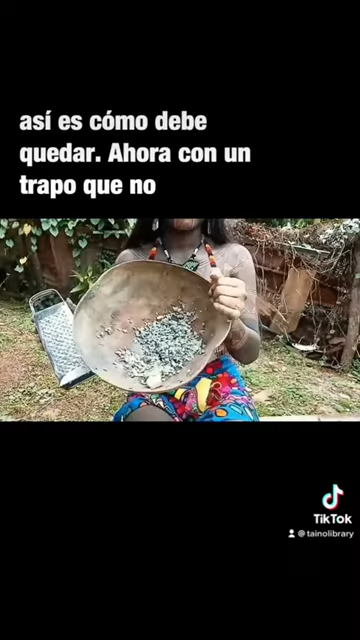 así es cómo debe
quedar. Ahora con un
trapo que no
TikTok
@tainolibrary